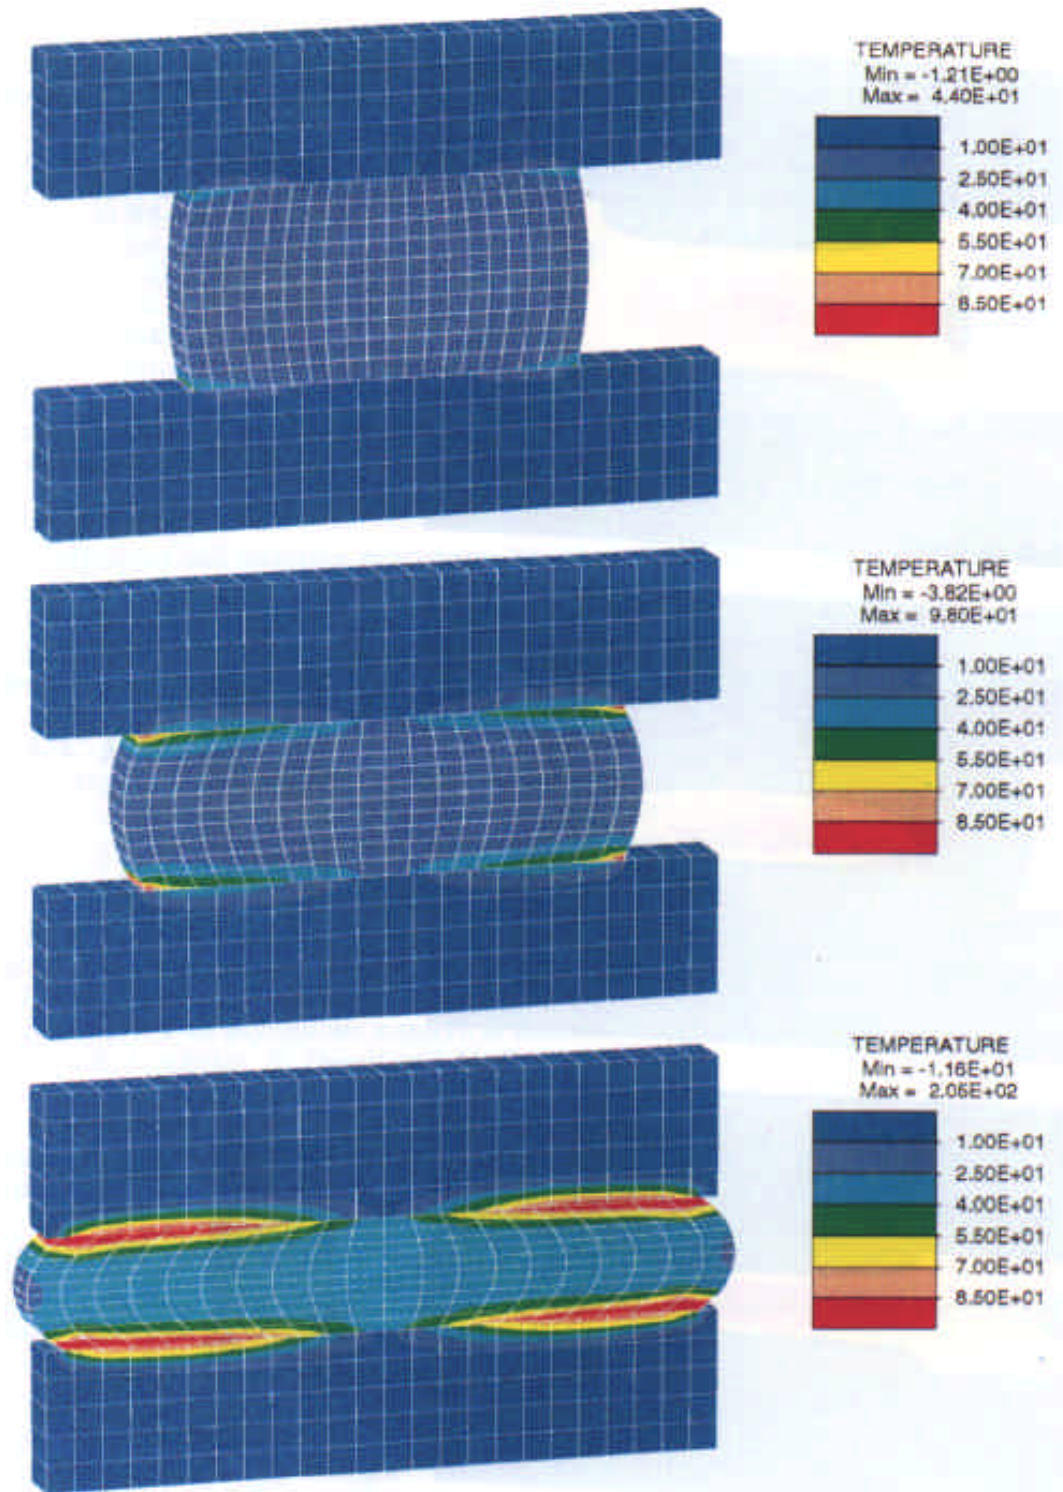 TEMPERATURE
Min = -1.21E+00
Max = 4.40E+01
1.00E+01
2.50E+01
4.00E+01
5.50E+01
7.00E+01
8.50E+01
TEMPERATURE
Min = -3.82E+00
Max = 9.80E+01
1.00E+01
2.50E+01
4.00E+01
5.50E+01
7.00E+01
8.50E+01
TEMPERATURE
Min = -1.16E+01
Max = 2.05E+02
1.00E+01
2.50E+01
4.00E+01
5.50E+01
7.00E+01
8.50E+01